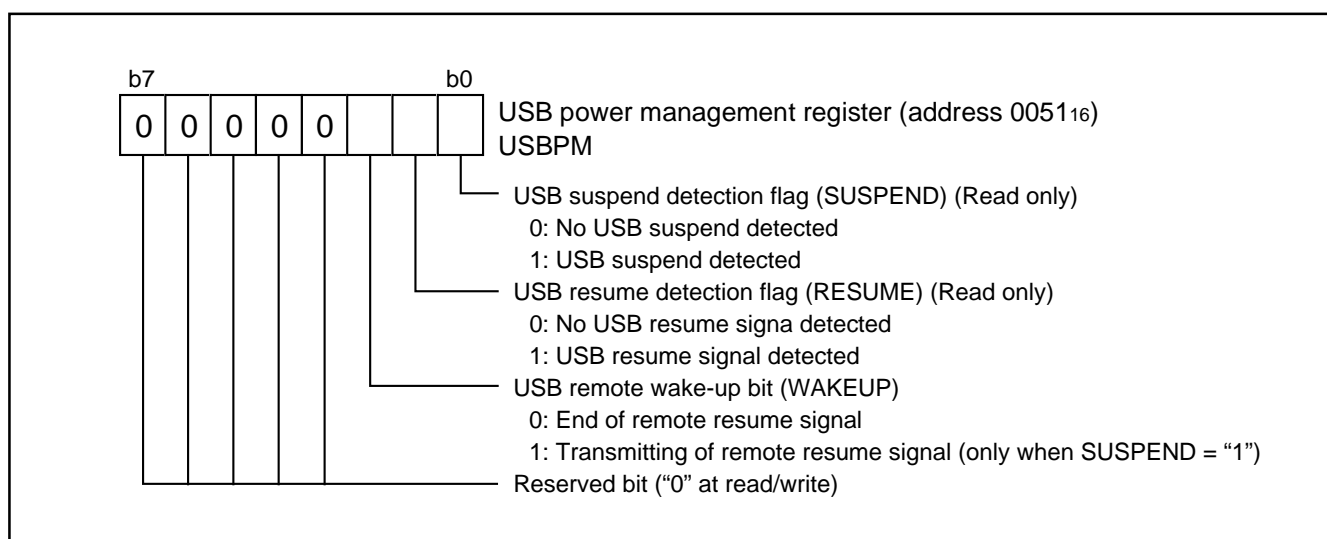 b7 b0
0 0 0 0 0
USB power management register (address 005116)
USBPM
USB suspend detection flag (SUSPEND) (Read only)
0: No USB suspend detected
1: USB suspend detected
USB resume detection flag (RESUME) (Read only)
0: No USB resume signa detected
1: USB resume signal detected
USB remote wake-up bit (WAKEUP)
0: End of remote resume signal
1: Transmitting of remote resume signal (only when SUSPEND = “1”)
Reserved bit (“0” at read/write)